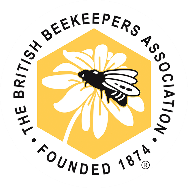 · THE BRITISH BEEKEEPERS ASSOCIATION ·
FOUNDED 1874
®